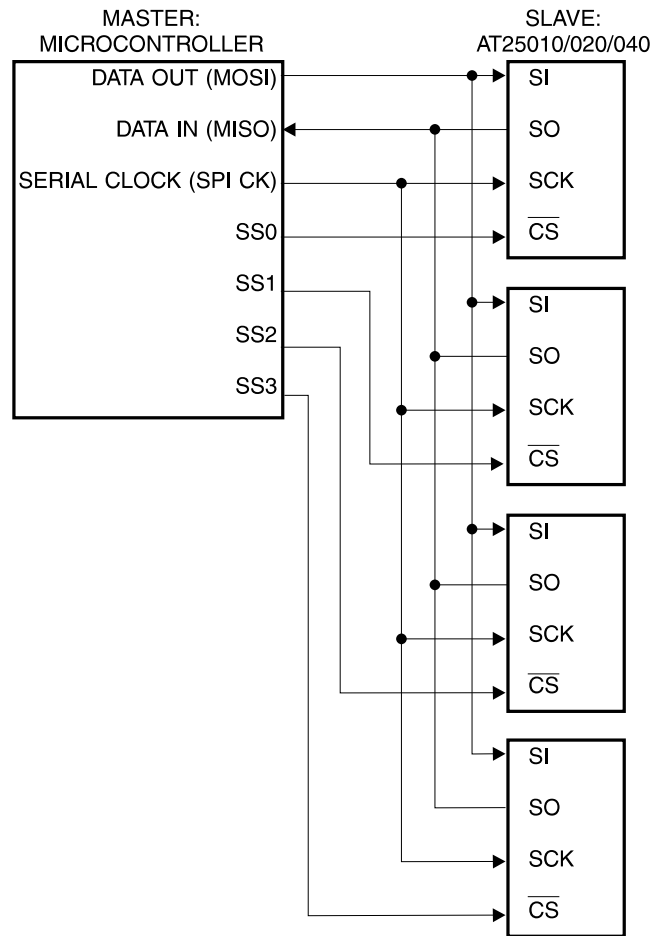 MASTER:
MICROCONTROLLER
DATA OUT (MOSI)
DATA IN (MISO)
SERIAL CLOCK (SPI CK)
SS0
SS1
SS2
SS3
SLAVE:
AT25010/020/040
SI
SO
SCK
CS
SI
SO
SCK
CS
SI
SO
SCK
CS
SI
SO
SCK
CS